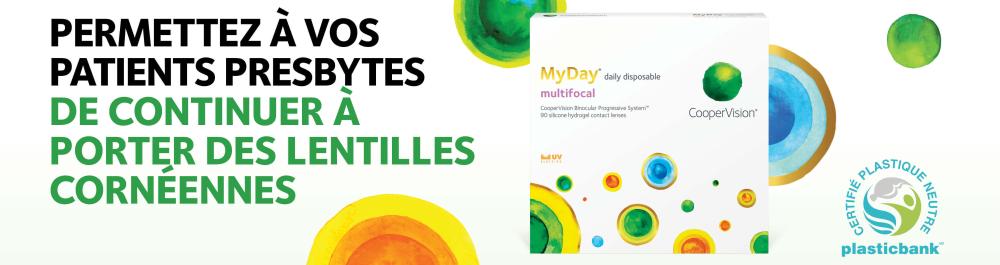 PERMETTEZ À VOS
PATIENTS PRESBYTES
DE CONTINUER À
PORTER DES LENTILLES
CORNÉENNES
MyDay® daily disposable
multifocal
CooperVision Binocular Progressive System™
90 silicone hydrogel contact lenses
CooperVision®
UV
CERTIFIÉ PLASTIQUE NEUTRE
plasticbank